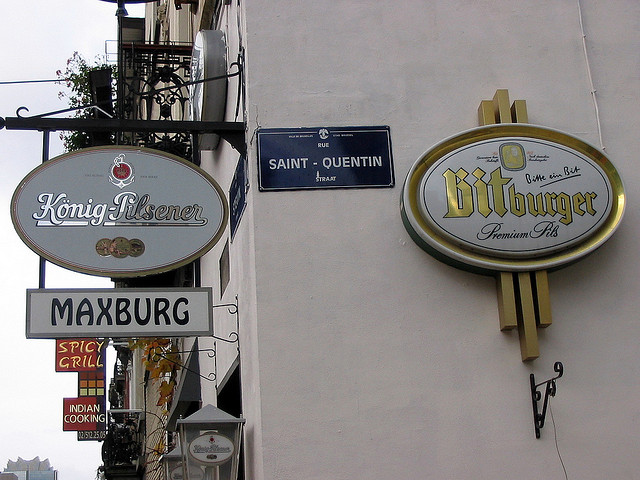 König-Pilsener
MAXBURG
SPICY
GRILL
INDIAN
COOKING
RUE
SAINT - QUENTIN
STRAAT
Bitte ein Bit
Bitburger
Premium Pils